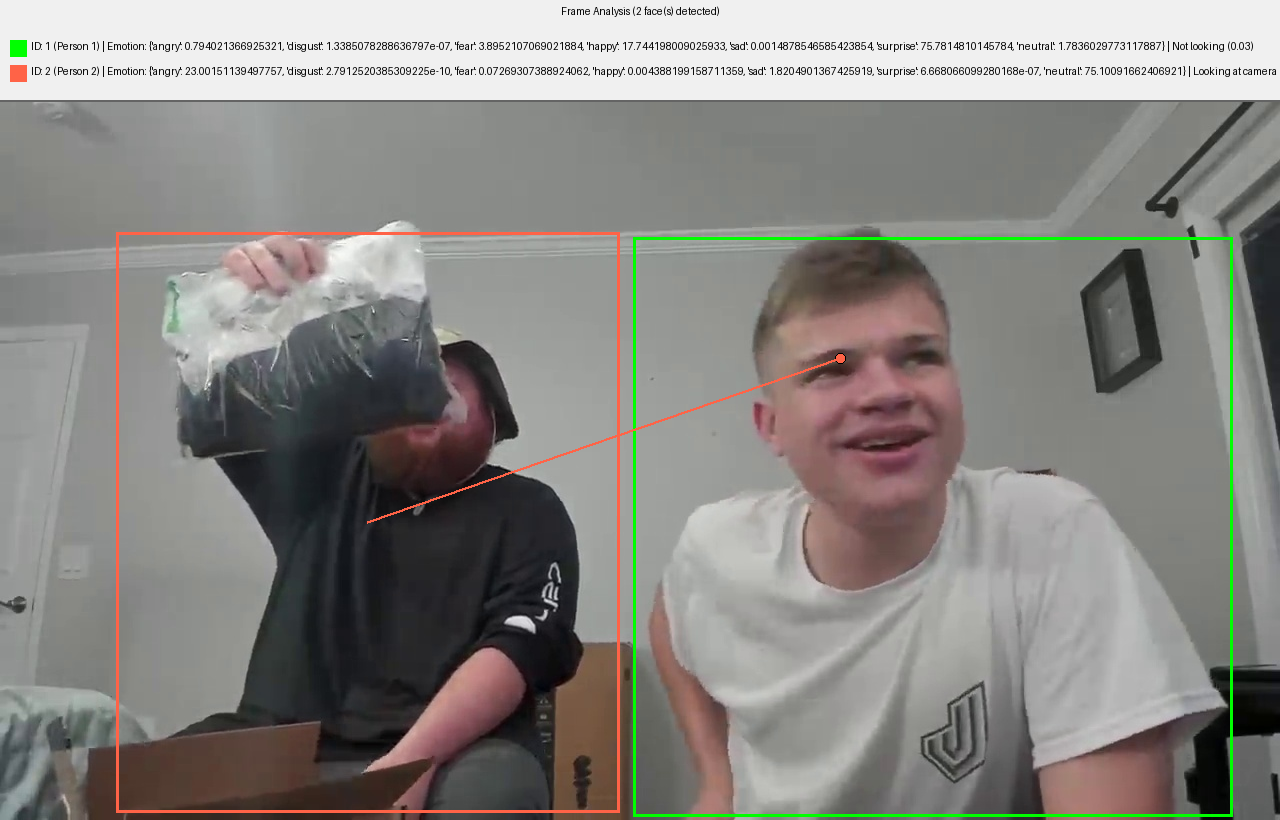 Frame Analysis (2 face(s) detected)
ID: 1 (Person 1) | Emotion: {'angry': 0.794021366925321, 'disgust': 1.3385078288636797e-07, 'fear': 3.8952107069021884, 'happy': 17.744198009025933, 'sad': 0.0014878546585423854, 'surprise': 75.7814810145784, 'neutral': 1.7836029773117887} | Not looking (0.03)
ID: 2 (Person 2) | Emotion: {'angry': 23.00151139497757, 'disgust': 2.7912520385309225e-10, 'fear': 0.07269307388924062, 'happy': 0.004388199158711359, 'sad': 1.8204901367425919, 'surprise': 6.668066099280168e-07, 'neutral': 75.10091662406921} | Looking at camera